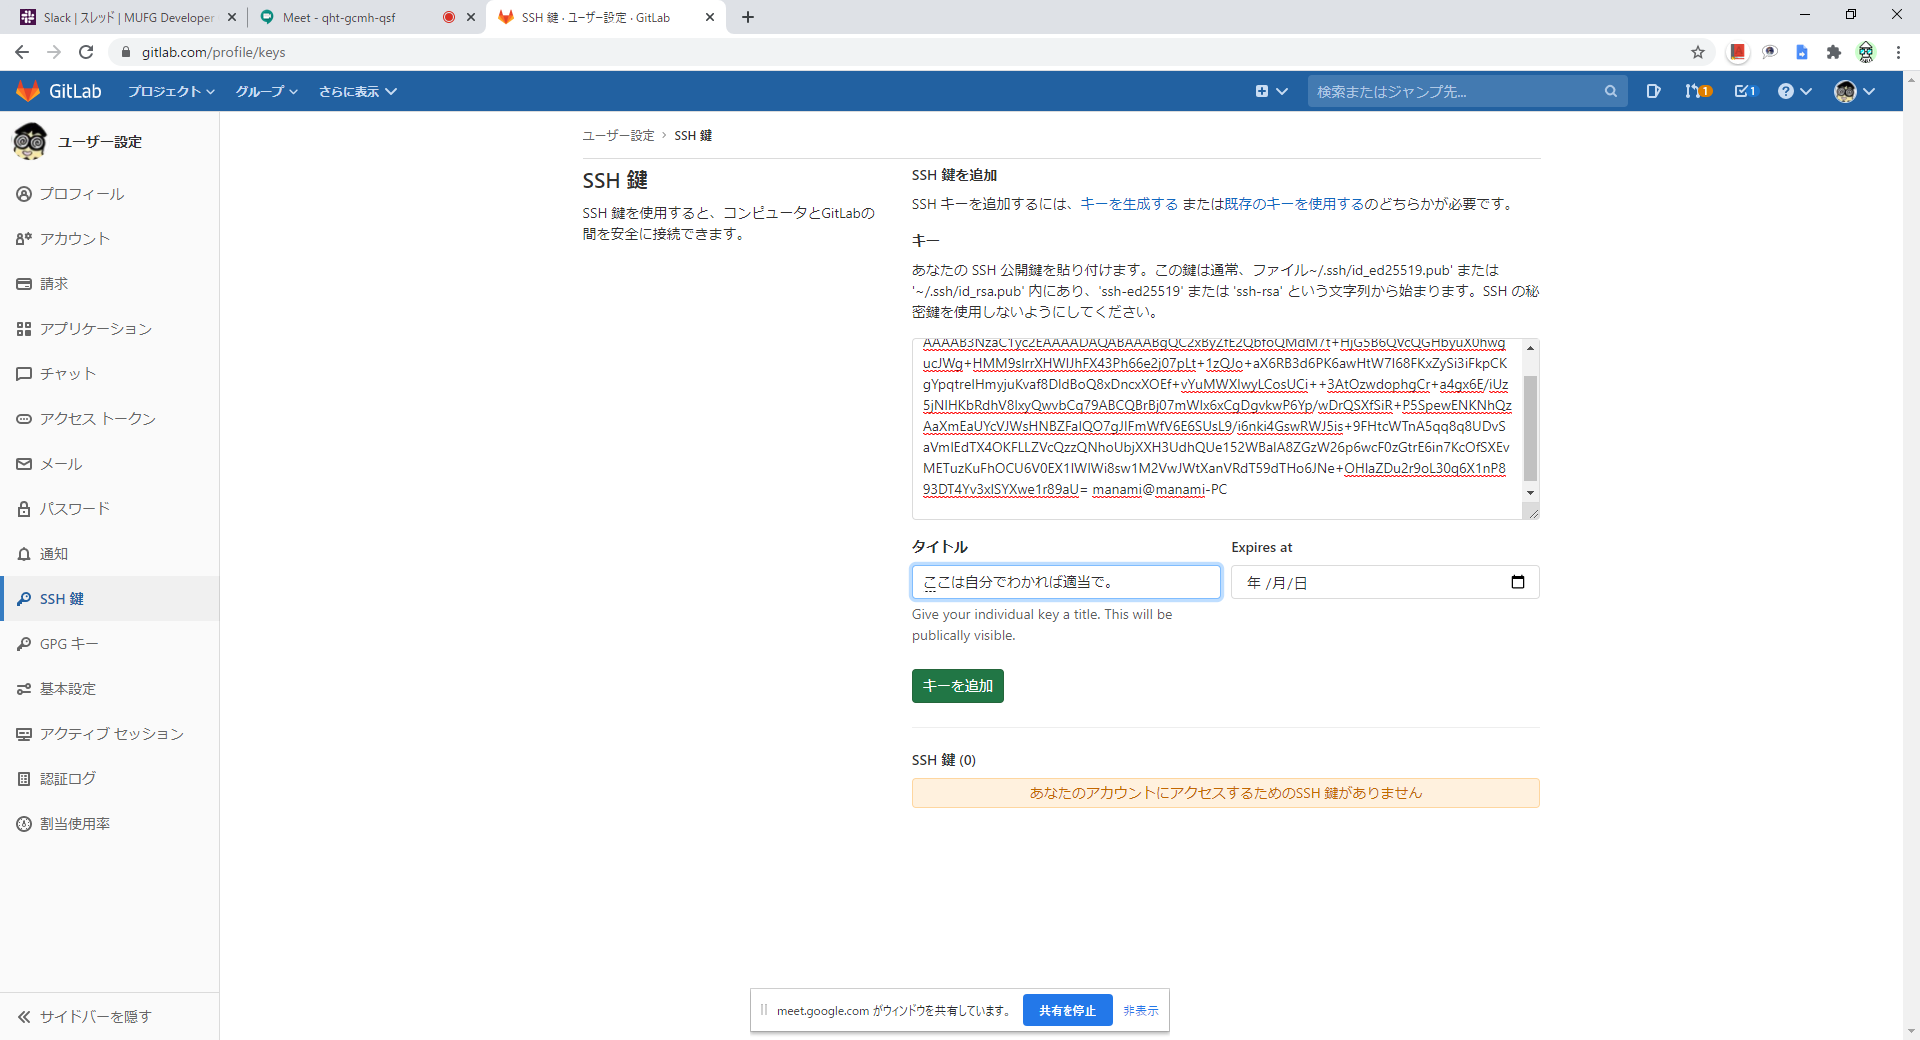 Slack | スレッド | MUFG Developer
Meet - qht-gcmh-qsf
SSH 鍵 · ユーザー設定 · GitLab
gitlab.com/profile/keys
GitLab プロジェクト グループ さらに表示
検索またはジャンプ先...
1
1
ユーザー設定
プロフィール
アカウント
請求
アプリケーション
チャット
アクセス トークン
メール
パスワード
通知
SSH 鍵
GPG キー
基本設定
アクティブ セッション
認証ログ
割当使用率
サイドバーを隠す
ユーザー設定 › SSH 鍵
SSH 鍵
SSH 鍵を使用すると、コンピュータとGitLabの
間を安全に接続できます。
SSH 鍵を追加
SSH キーを追加するには、キーを生成する または既存のキーを使用するのどちらかが必要です。
キー
あなたの SSH 公開鍵を貼り付けます。この鍵は通常、ファイル~/.ssh/id_ed25519.pub' または
'~/.ssh/id_rsa.pub' 内にあり、'ssh-ed25519' または 'ssh-rsa' という文字列から始まります。SSH の秘
密鍵を使用しないようにしてください。
manami@manami-PC
タイトル
ここは自分でわかれば適当で。
Give your individual key a title. This will be
publically visible.
Expires at
年 /月/日
キーを追加
SSH 鍵 (0)
あなたのアカウントにアクセスするためのSSH 鍵がありません
meet.google.com がウィンドウを共有しています。
共有を停止
非表示